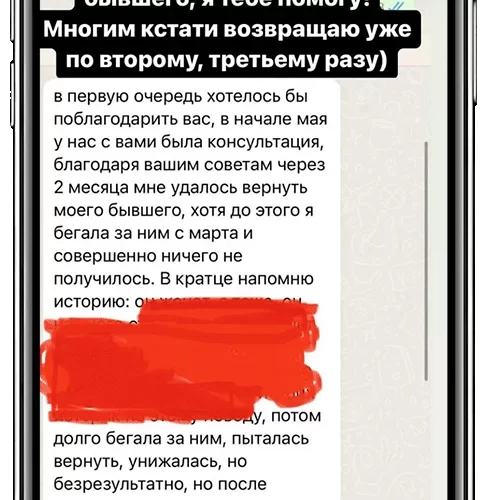 бывшего, я тебе помогу!
Многим кстати возвращаю уже
по второму, третьему разу)
в первую очередь хотелось бы
поблагодарить вас, в начале мая
у нас с вами была консультация,
благодаря вашим советам через
2 месяца мне удалось вернуть
моего бывшего, хотя до этого я
бегала за ним с марта и
совершенно ничего не
получилось. В кратце напомню
историю: он
поводу, потом
долго бегала за ним, пыталась
вернуть, унижалась, но
безрезультатно, но после